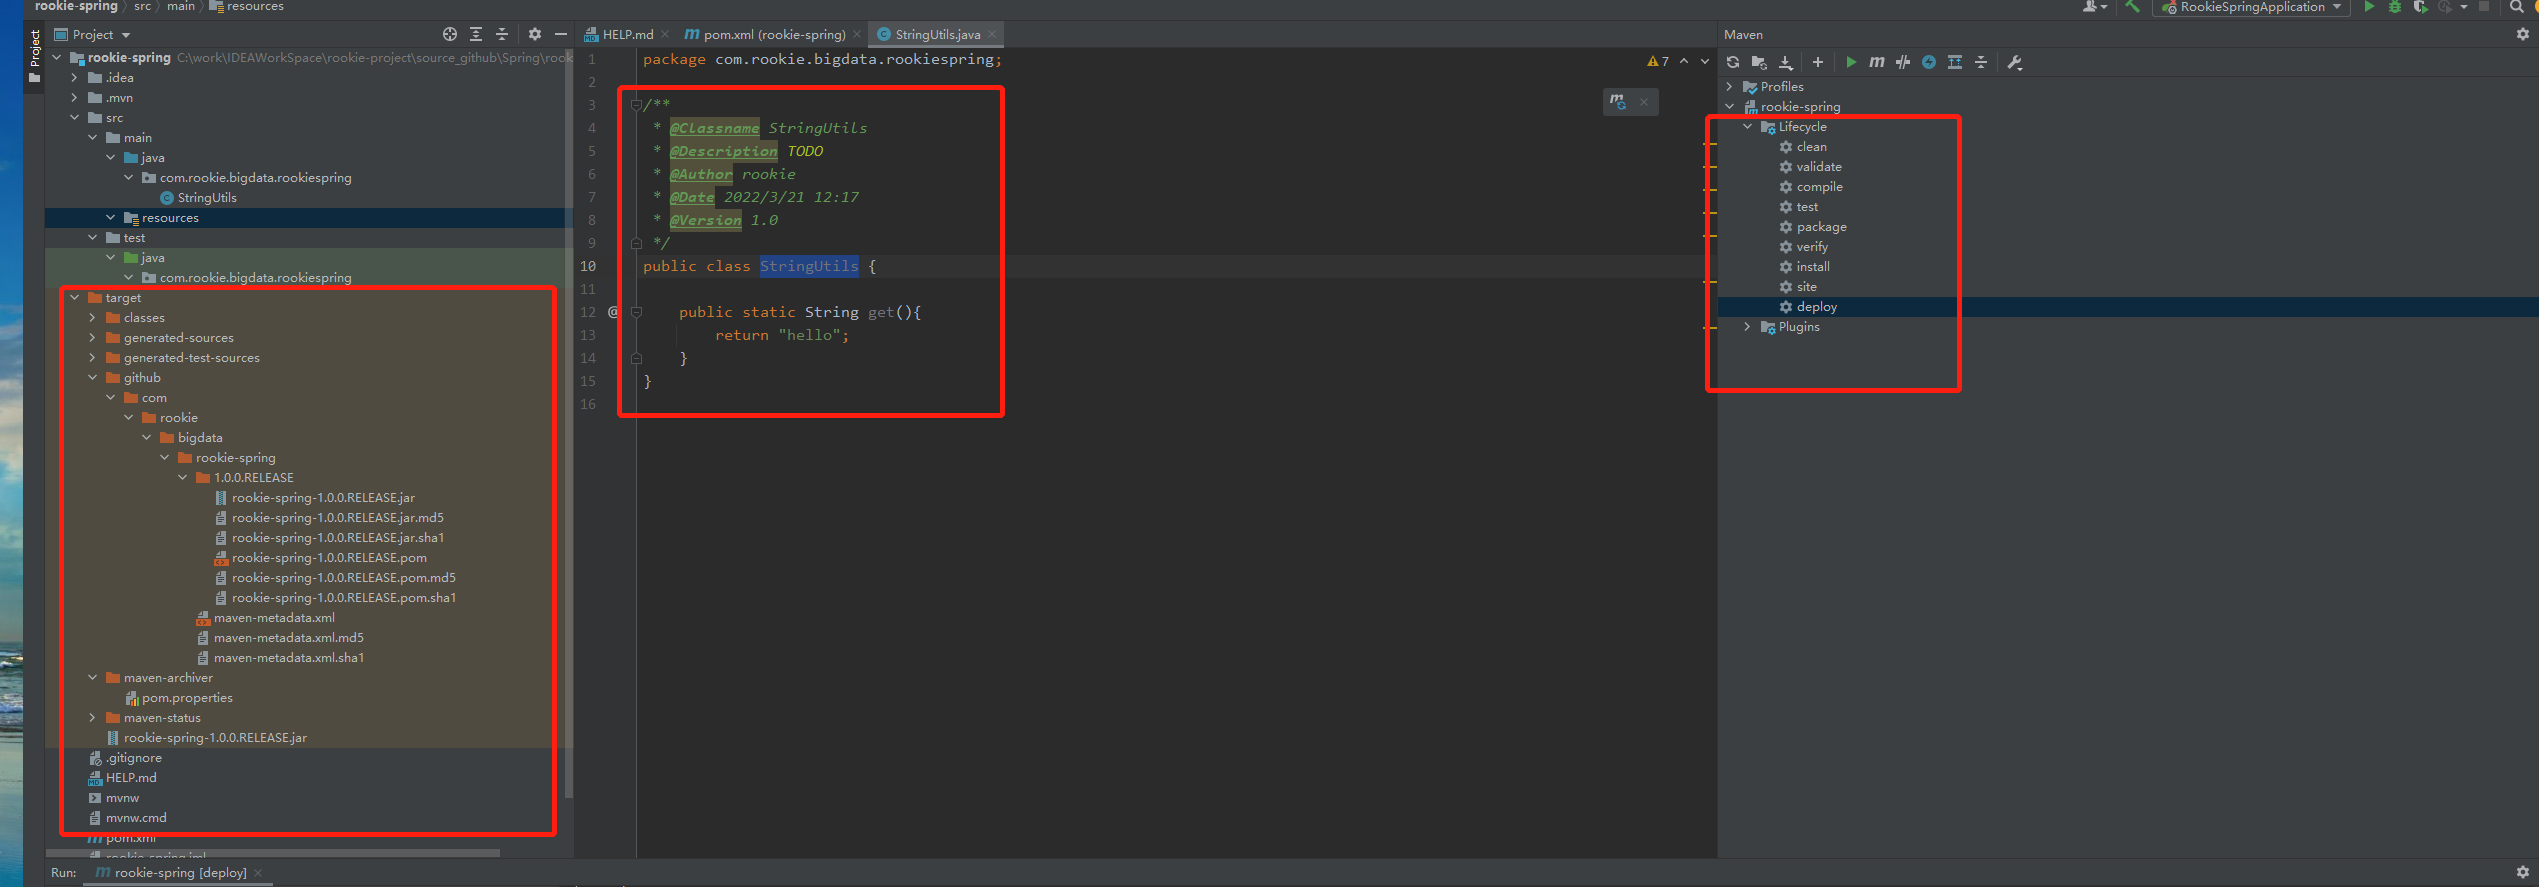 rookie-spring › src › main › resources
RookieSpringApplication
Project
Project
rookie-spring C:\work\IDEAWorkSpace\rookie-project\source_github\Spring\rook
.idea
.mvn
src
main
java
com.rookie.bigdata.rookiespring
StringUtils
resources
test
java
com.rookie.bigdata.rookiespring
target
classes
generated-sources
generated-test-sources
github
com
rookie
bigdata
rookie-spring
1.0.0.RELEASE
rookie-spring-1.0.0.RELEASE.jar
rookie-spring-1.0.0.RELEASE.jar.md5
rookie-spring-1.0.0.RELEASE.jar.sha1
rookie-spring-1.0.0.RELEASE.pom
rookie-spring-1.0.0.RELEASE.pom.md5
rookie-spring-1.0.0.RELEASE.pom.sha1
maven-metadata.xml
maven-metadata.xml.md5
maven-metadata.xml.sha1
maven-archiver
pom.properties
maven-status
rookie-spring-1.0.0.RELEASE.jar
.gitignore
HELP.md
mvnw
mvnw.cmd
pom.xml
rookie-spring.iml
HELP.md
pom.xml (rookie-spring)
StringUtils.java
7
1 package com.rookie.bigdata.rookiespring;
2
3 /**
4 * @Classname StringUtils
5 * @Description TODO
6 * @Author rookie
7 * @Date 2022/3/21 12:17
8 * @Version 1.0
9 */
10 public class StringUtils {
11
12 @ public static String get(){
13 return "hello";
14 }
15 }
16
Maven
Profiles
rookie-spring
Lifecycle
clean
validate
compile
test
package
verify
install
site
deploy
Plugins
Run: rookie-spring [deploy]